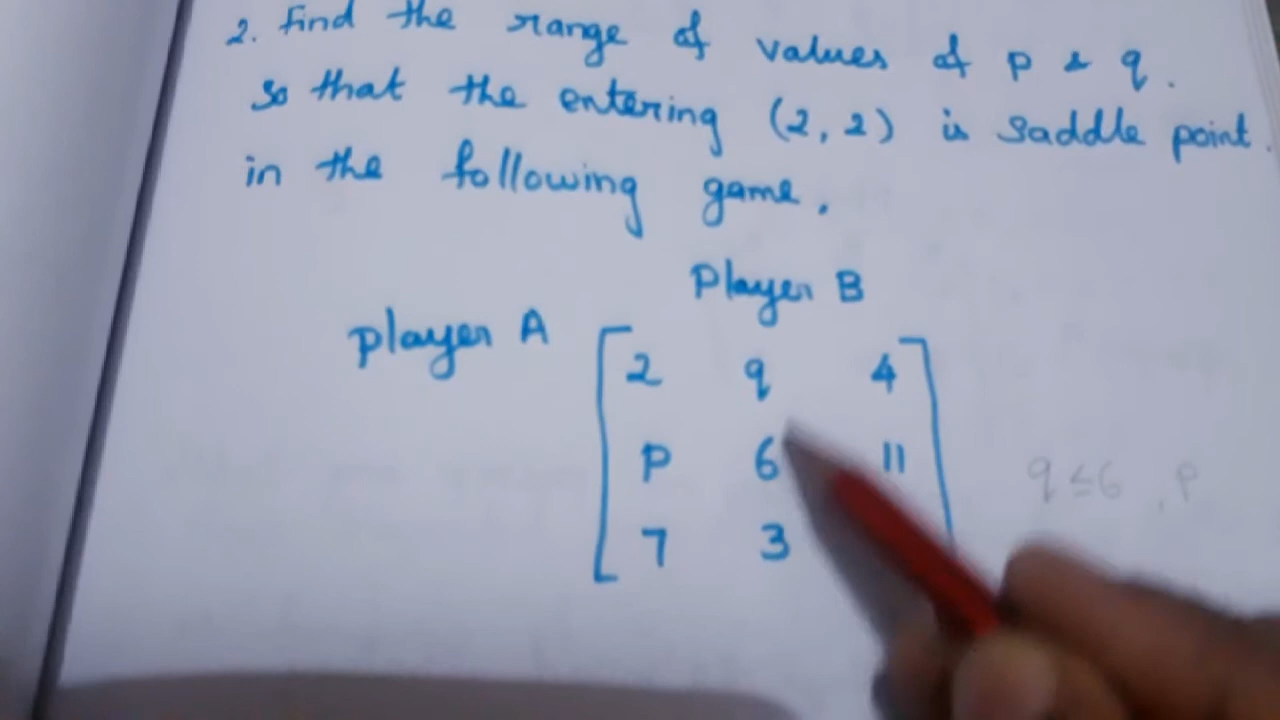 2. Find the range of values of P & q.
So that the entering (2, 2) is saddle point.
in the following game.
Player B
player A
2 q 4
P 6 11
7 3
q ≤ 6 , P